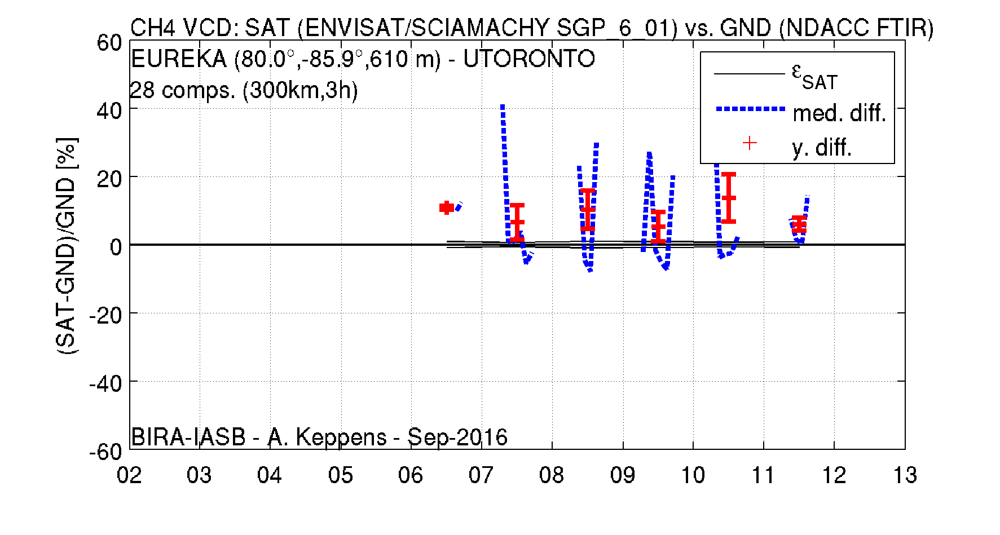 CH4 VCD: SAT (ENVISAT/SCIAMACHY SGP_6_01) vs. GND (NDACC FTIR)
EUREKA (80.0°,-85.9°,610 m) - UTORONTO
28 comps. (300km,3h)
εSAT
med. diff.
y. diff.
(SAT-GND)/GND [%]
60
40
20
0
-20
-40
-60
BIRA-IASB - A. Keppens - Sep-2016
02 03 04 05 06 07 08 09 10 11 12 13